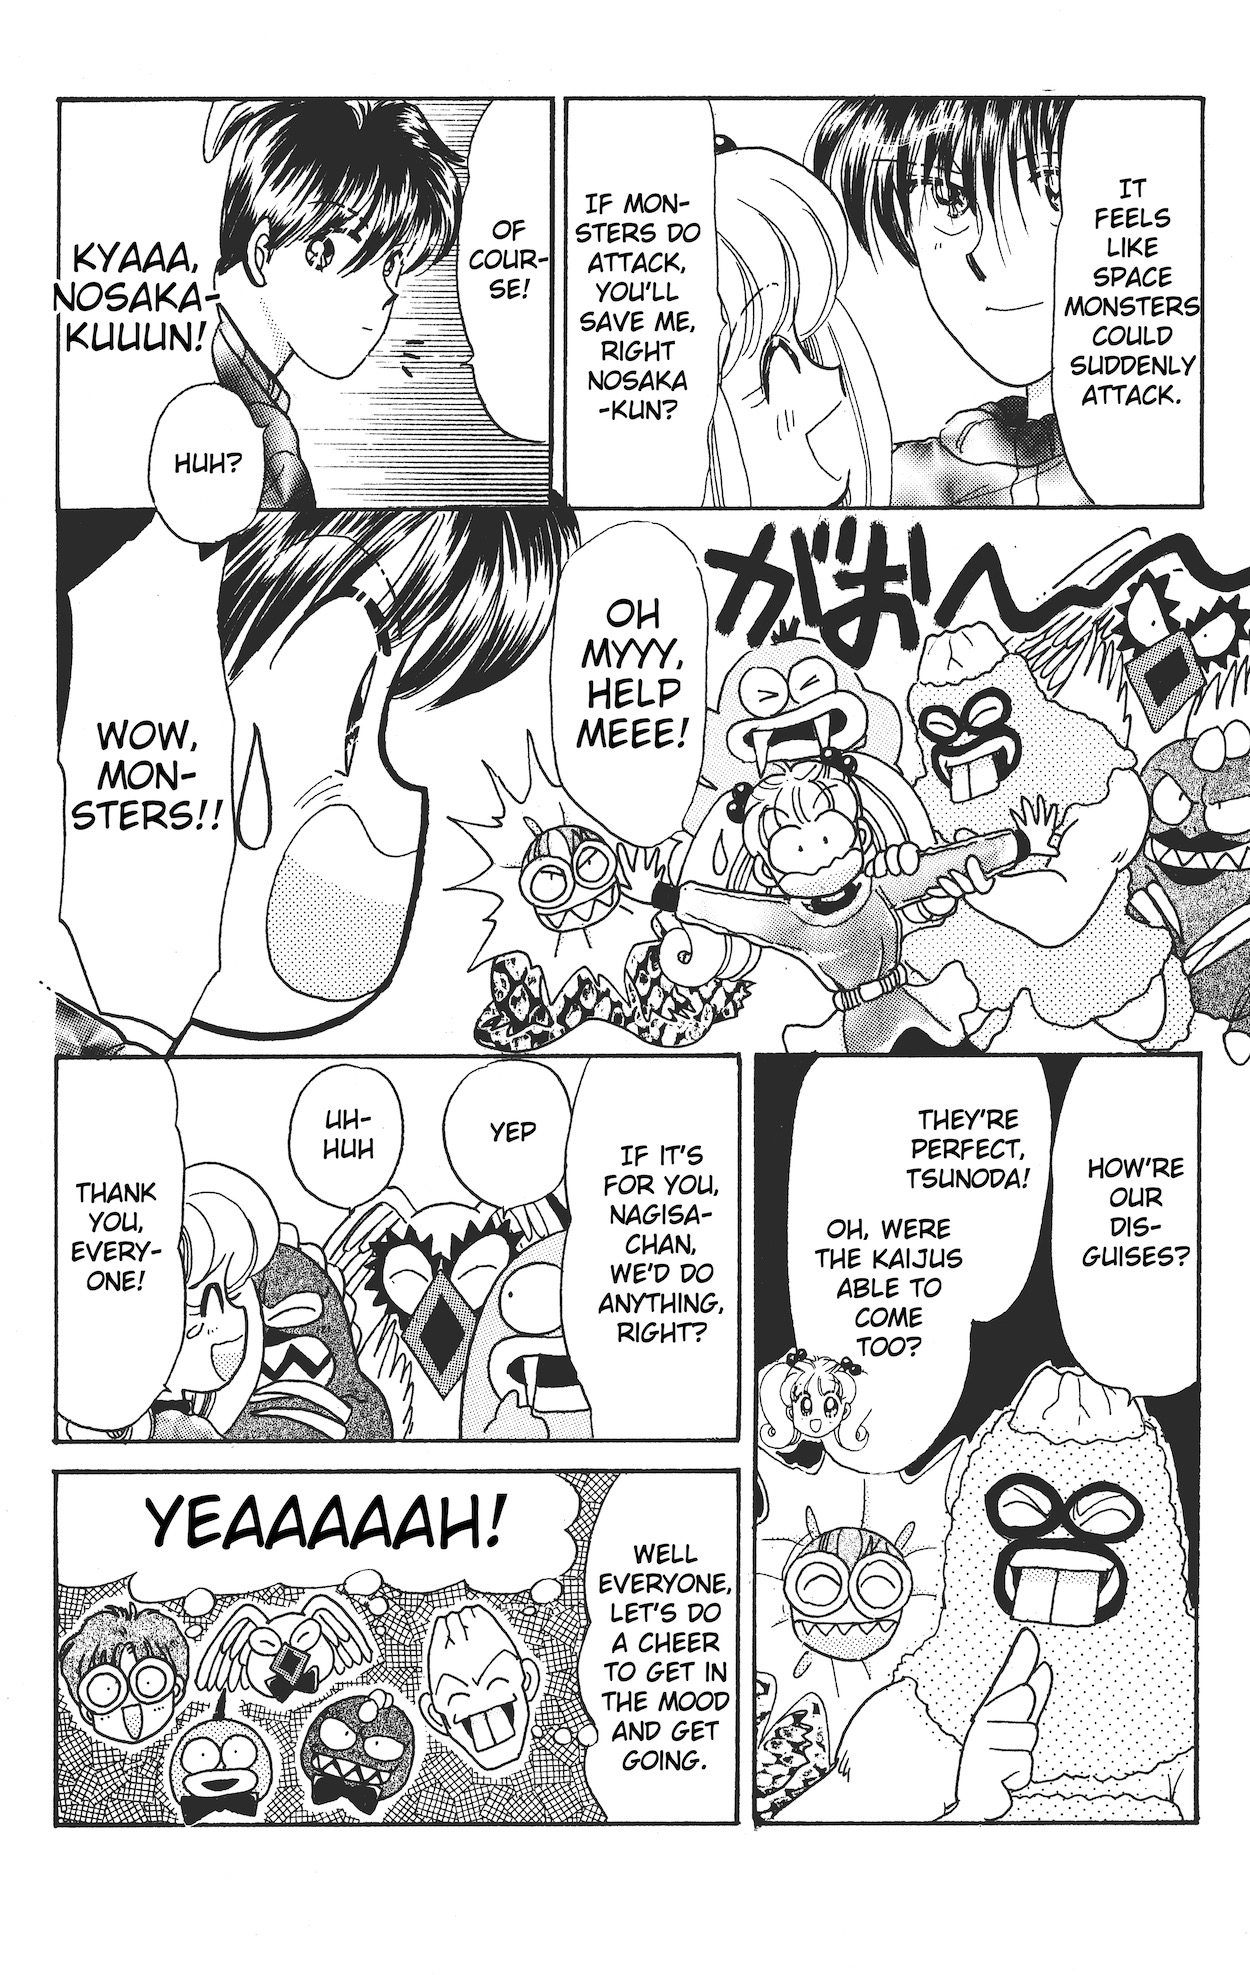 IT
FEELS
LIKE
SPACE
MONSTERS
COULD
SUDDENLY
ATTACK.
IF MON-
STERS DO
ATTACK,
YOU'LL
SAVE ME,
RIGHT
NOSAKA
-KUN?
OF
COUR-
SE!
KYAAA,
NOSAKA-
KUUUN!
HUH?
がお〜〜
OH
MYYY,
HELP
MEEE!
WOW,
MON-
STERS!!
HOW'RE
OUR
DIS-
GUISES?
THEY'RE
PERFECT,
TSUNODA!
OH, WERE
THE KAIJUS
ABLE TO
COME
TOO?
IF IT'S
FOR YOU,
NAGISA-
CHAN,
WE'D DO
ANYTHING,
RIGHT?
YEP
UH-
HUH
THANK
YOU,
EVERY-
ONE!
WELL
EVERYONE,
LET'S DO
A CHEER
TO GET IN
THE MOOD
AND GET
GOING.
YEAAAAAH!